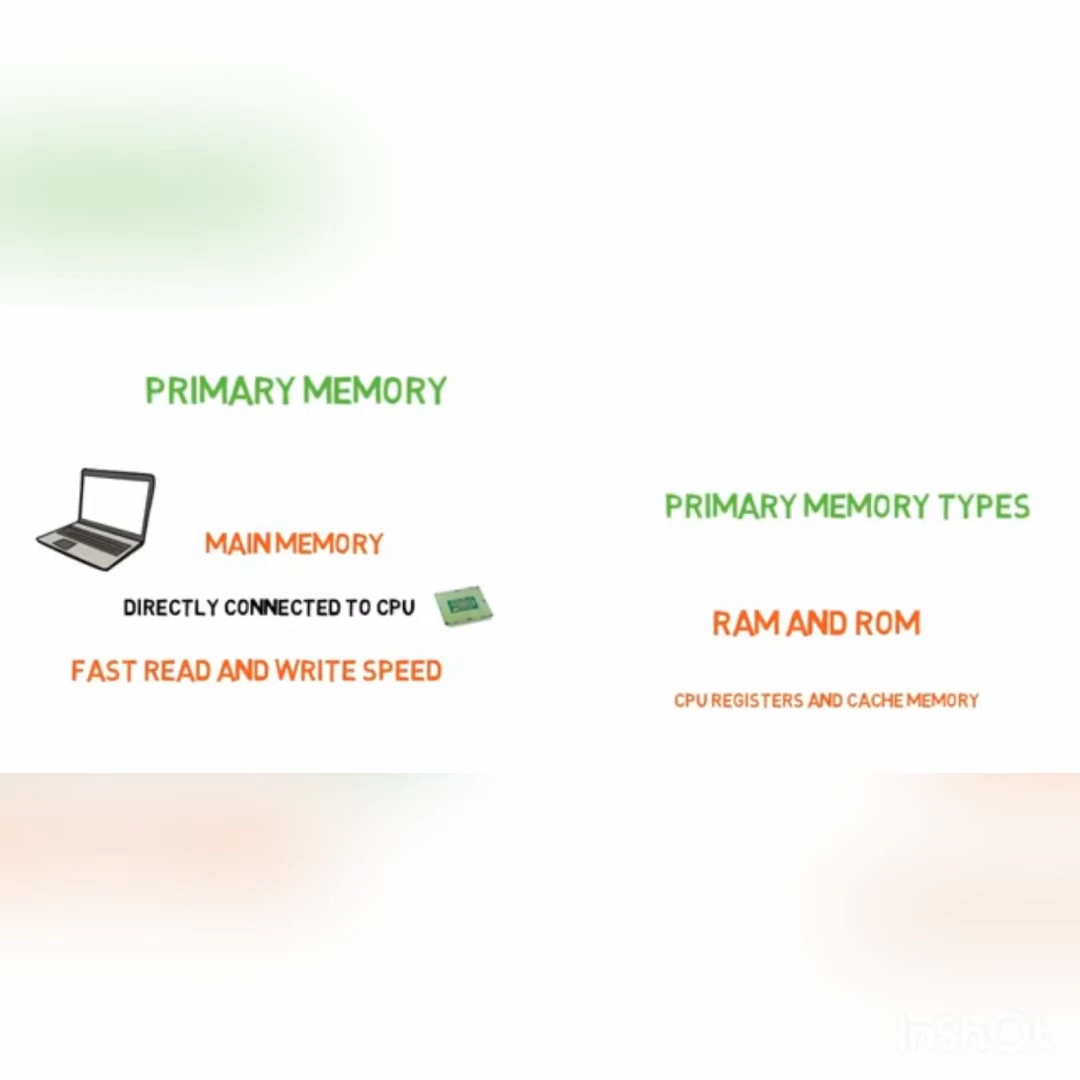 PRIMARY MEMORY
MAIN MEMORY
DIRECTLY CONNECTED TO CPU
FAST READ AND WRITE SPEED
PRIMARY MEMORY TYPES
RAM AND ROM
CPU REGISTERS AND CACHE MEMORY
InShOt